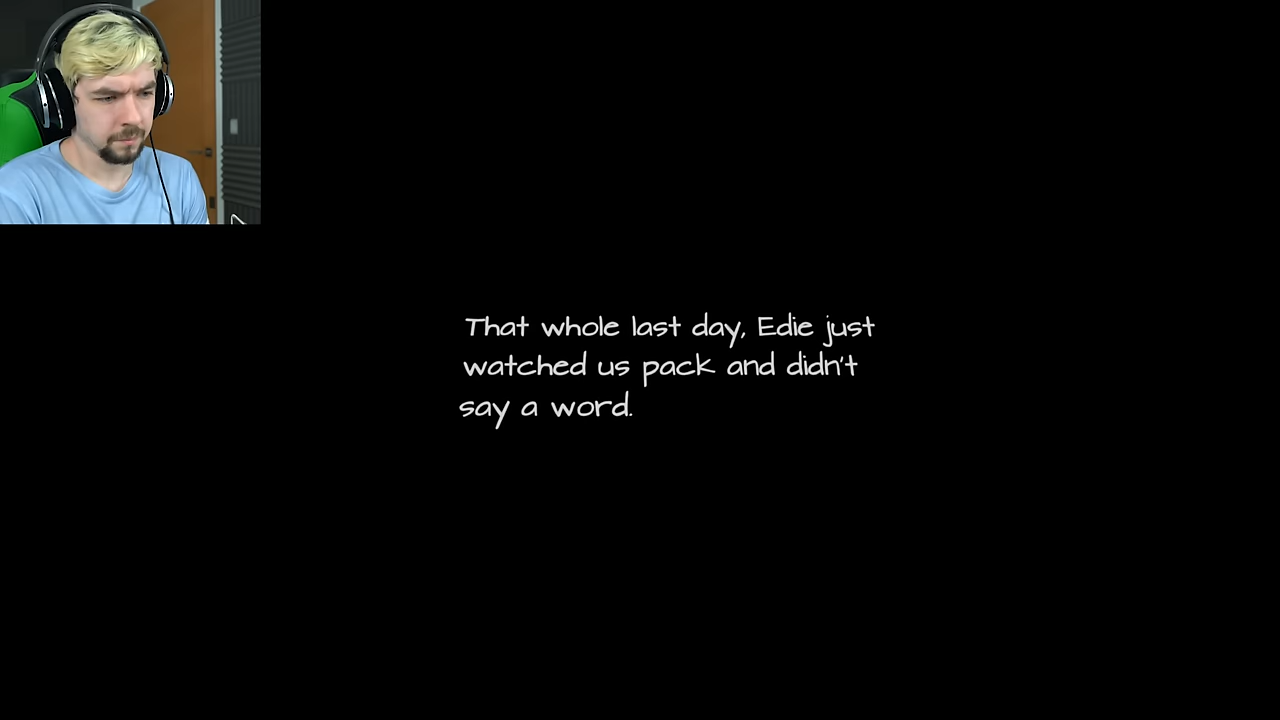 That whole last day, Edie just
watched us pack and didn't
say a word.